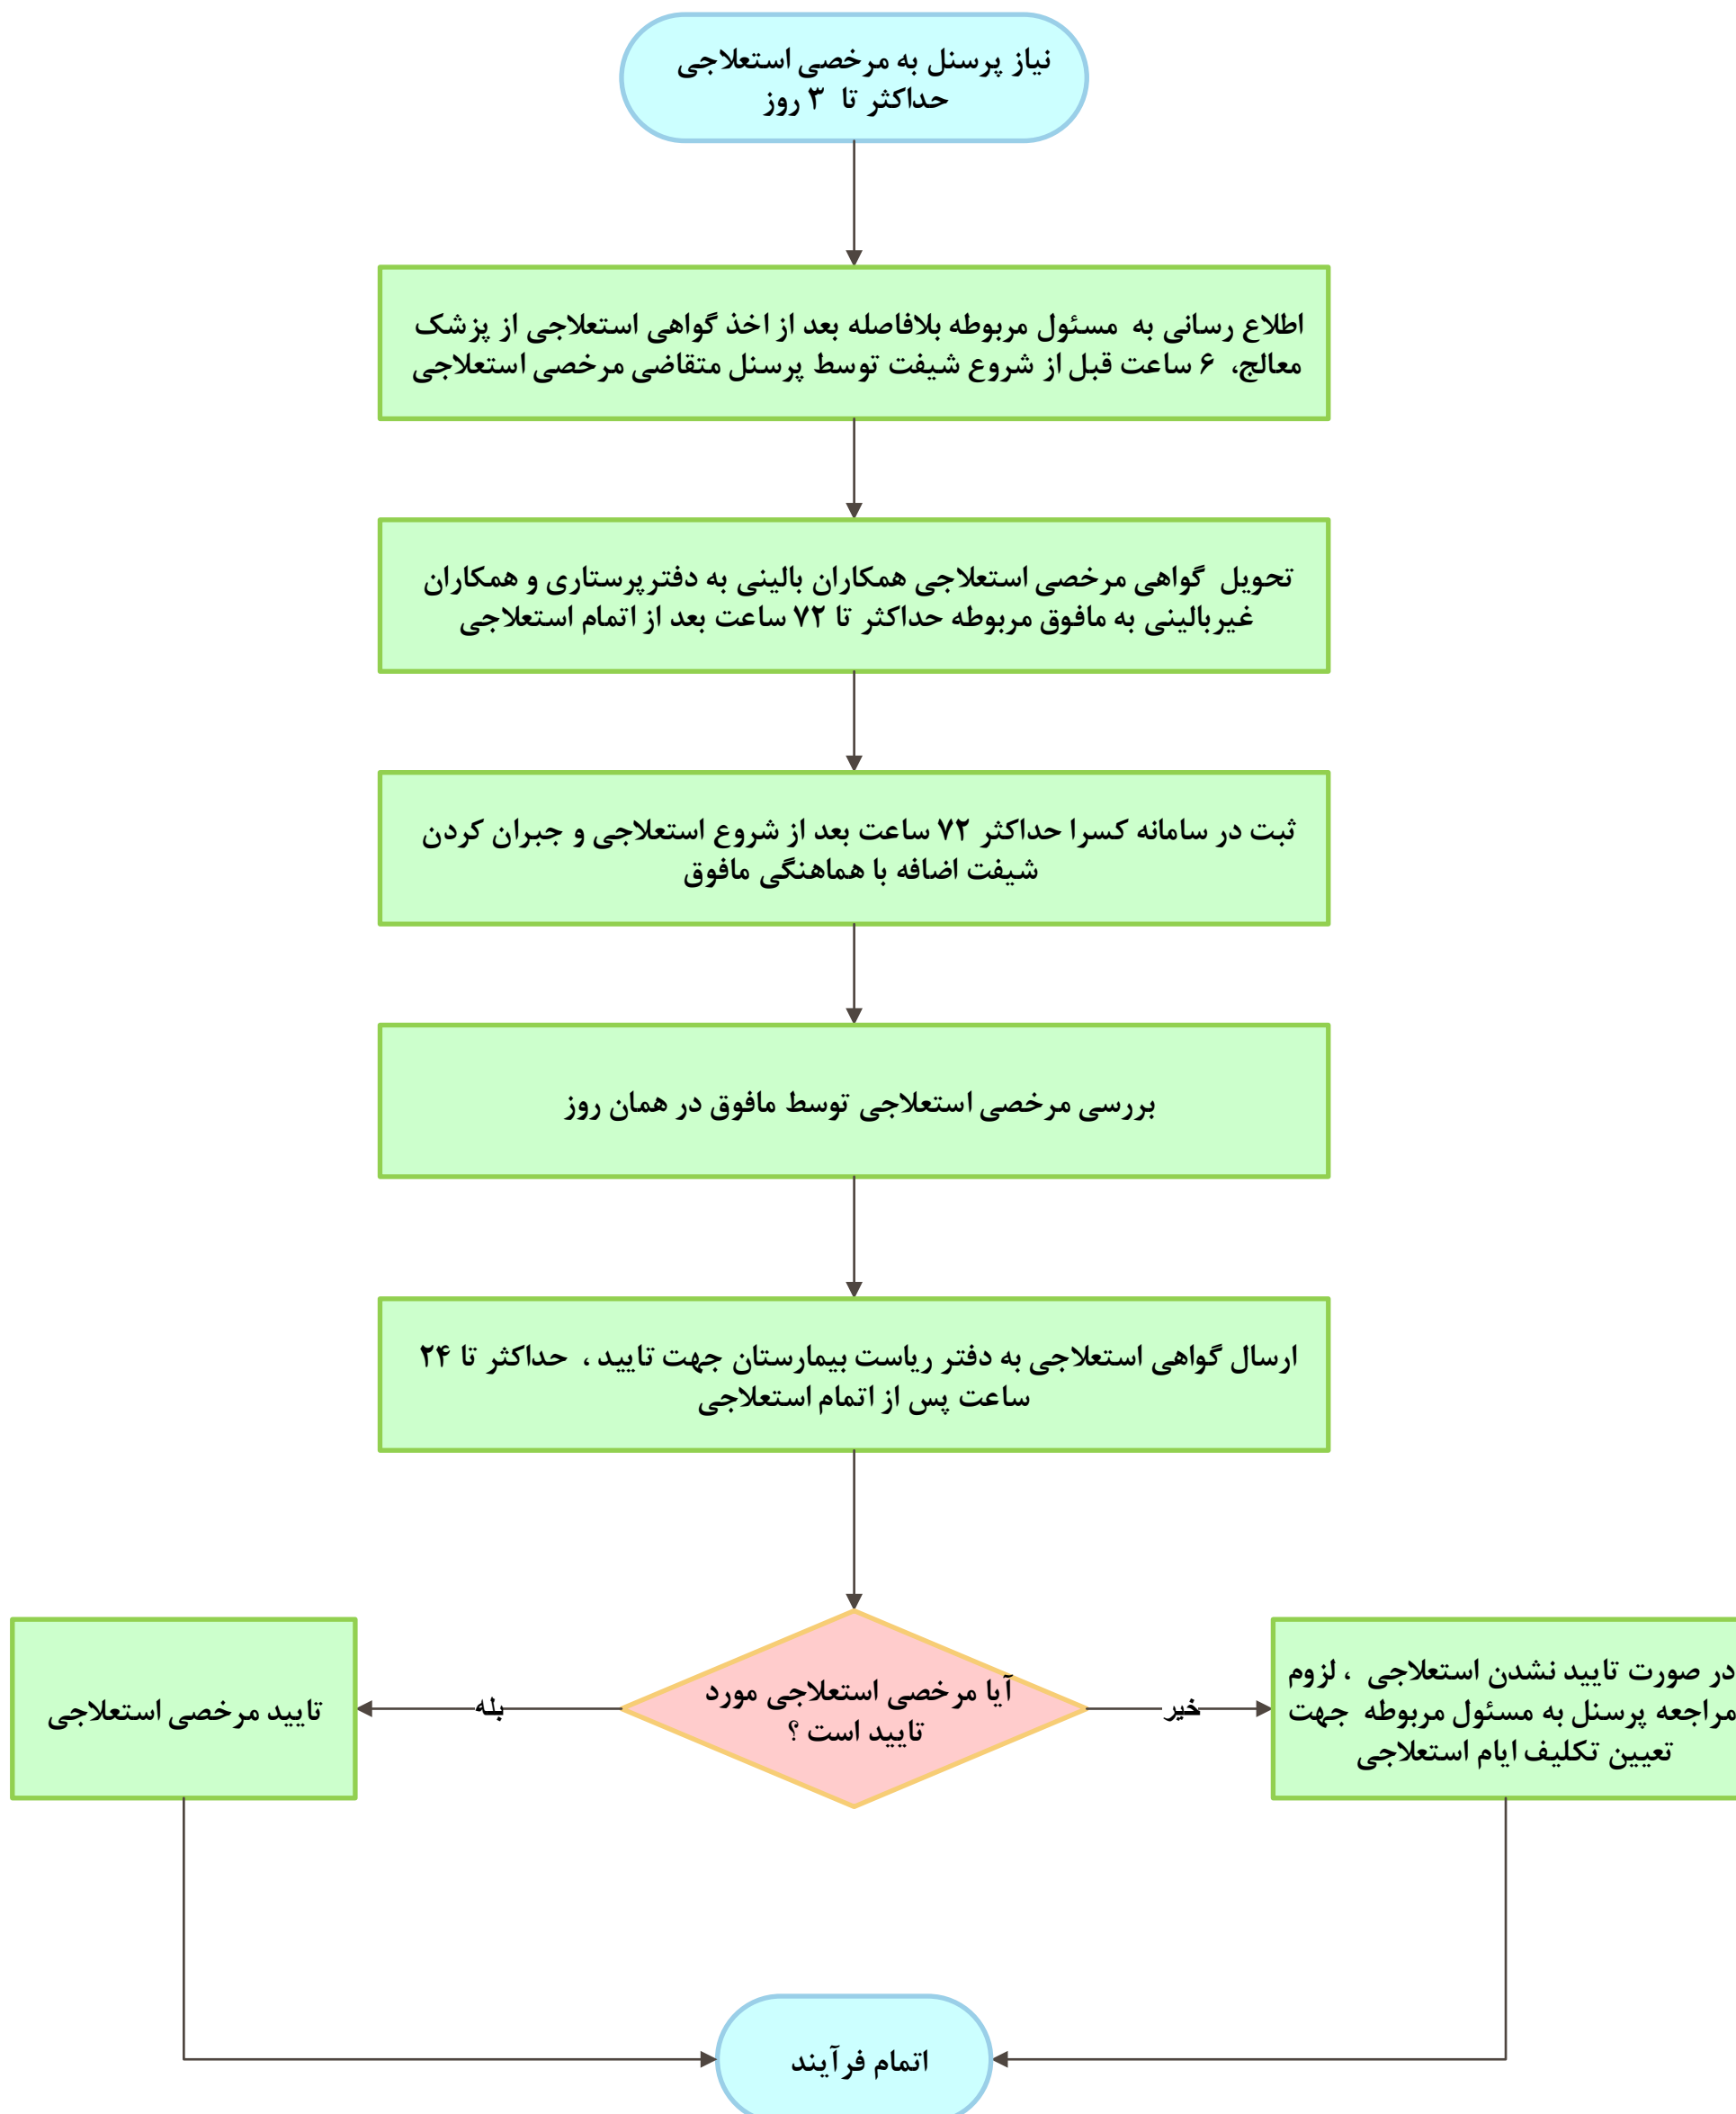 نیاز پرسنل به مرخصی استعلاجی
حداکثر تا ۳ روز
اطلاع رسانی به مسئول مربوطه بلافاصله بعد از اخذ گواهی استعلاجی از پزشک
معالج، ۶ ساعت قبل از شروع شیفت توسط پرسنل متقاضی مرخصی استعلاجی
تحویل گواهی مرخصی استعلاجی همکاران بالینی به دفترپرستاری و همکاران
غیربالینی به مافوق مربوطه حداکثر تا ۷۲ ساعت بعد از اتمام استعلاجی
ثبت در سامانه کسرا حداکثر ۷۲ ساعت بعد از شروع استعلاجی و جبران کردن
شیفت اضافه با هماهنگی مافوق
بررسی مرخصی استعلاجی توسط مافوق در همان روز
ارسال گواهی استعلاجی به دفتر ریاست بیمارستان جهت تایید ، حداکثر تا ۲۴
ساعت پس از اتمام استعلاجی
آیا مرخصی استعلاجی مورد
تایید است ؟
خیر
در صورت تایید نشدن استعلاجی ، لزوم
مراجعه پرسنل به مسئول مربوطه جهت
تعیین تکلیف ایام استعلاجی
بله
تایید مرخصی استعلاجی
اتمام فرآیند